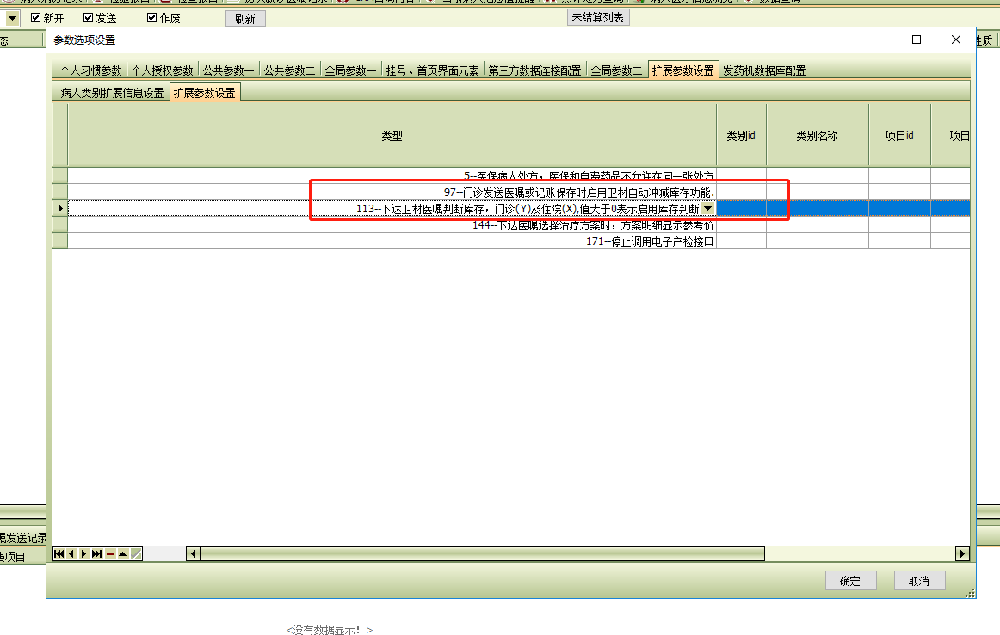 新开 发送 作废 刷新 未结算列表
态 性质
参数选项设置
个人习惯参数 个人授权参数 公共参数一 公共参数二 全局参数一 挂号、首页界面元素 第三方数据连接配置 全局参数二 扩展参数设置 发药机数据库配置
病人类别扩展信息设置 扩展参数设置
类型 类别id 类别名称 项目id 项目
5--医保病人处方，医保和自费药品不允许在同一张处方
97--门诊发送医嘱或记账保存时启用卫材自动冲减库存功能.
113--下达卫材医嘱判断库存，门诊(Y)及住院(X),值大于0表示启用库存判断
144--下达医嘱选择治疗方案时，方案明细显示参考价
171--停止调用电子产检接口
嘱发送记录
费项目
确定 取消
<没有数据显示！>